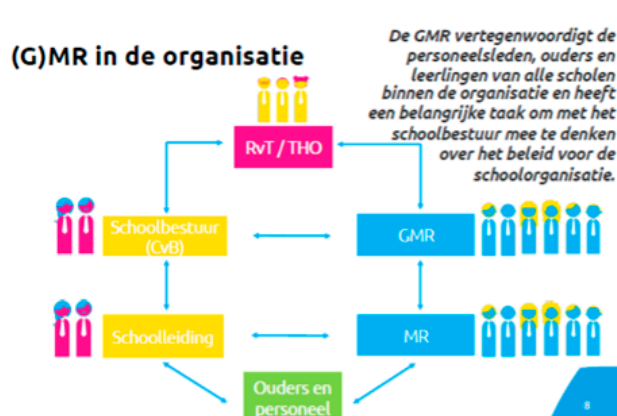 (G)MR in de organisatie
De GMR vertegenwoordigt de
personeelsleden, ouders en
leerlingen van alle scholen
binnen de organisatie en heeft
een belangrijke taak om met het
schoolbestuur mee te denken
over het beleid voor de
schoolorganisatie.
RvT / THO
Schoolbestuur
(CvB)
GMR
Schoolleiding
MR
Ouders en
personeel
8